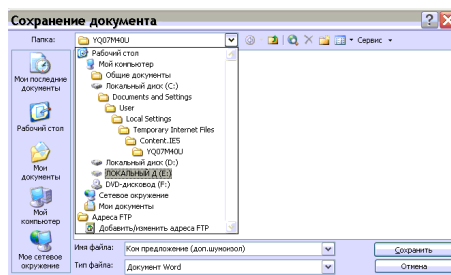 Сохранение документа
Папка: YQ07M40U Сервис
Рабочий стол
Мой компьютер
Общие документы
Локальный диск (C:)
Documents and Settings
User
Local Settings
Temporary Internet Files
Content.IE5
YQ07M40U
Локальный диск (D:)
ЛОКАЛЬНЫЙ Д (E:)
DVD-дисковод (F:)
Сетевое окружение
Мои документы
Адреса FTP
Добавить/изменить адреса FTP
Мои последние
документы
Рабочий стол
Мои
документы
Мой
компьютер
Мое сетевое
окружение
Имя файла: Ком предложение (доп.шумоизол) Сохранить
Тип файла: Документ Word Отмена